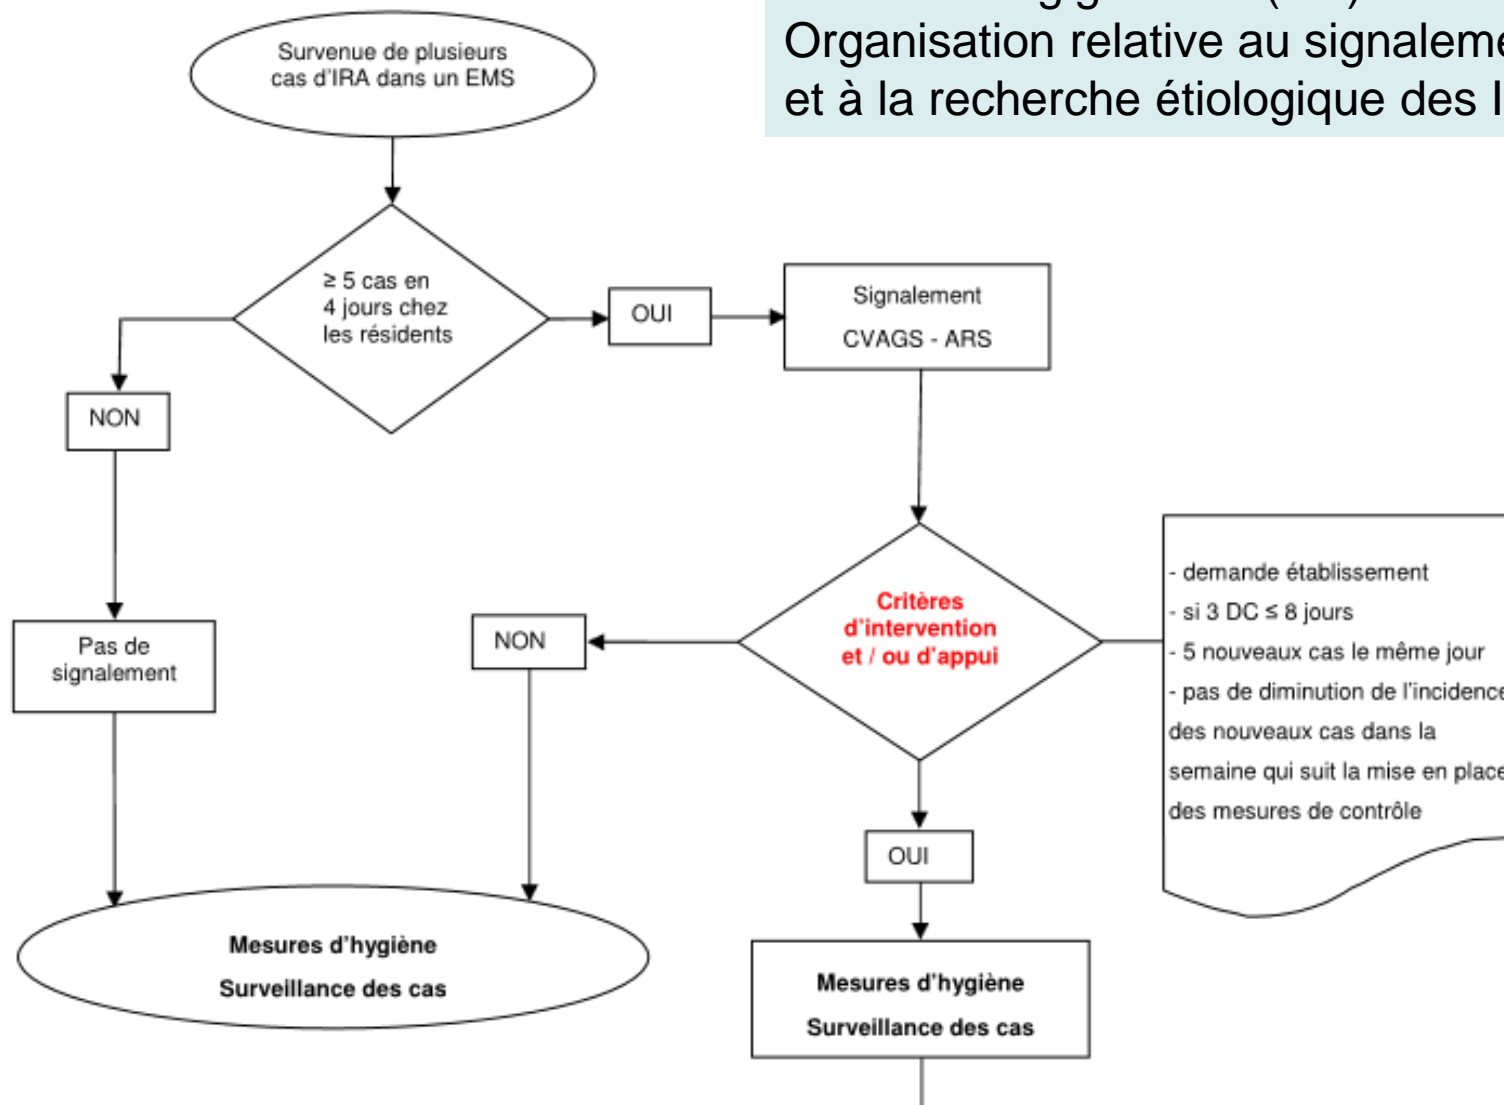 Organisation relative au signaleme
et à la recherche étiologique des I
Survenue de plusieurs
cas d'IRA dans un EMS
≥ 5 cas en
4 jours chez
les résidents
OUI
Signalement
CVAGS - ARS
NON
Pas de
signalement
NON
Critères
d'intervention
et / ou d'appui
- demande établissement
- si 3 DC ≤ 8 jours
- 5 nouveaux cas le même jour
- pas de diminution de l'incidence
des nouveaux cas dans la
semaine qui suit la mise en place
des mesures de contrôle
OUI
Mesures d'hygiène
Surveillance des cas
Mesures d'hygiène
Surveillance des cas